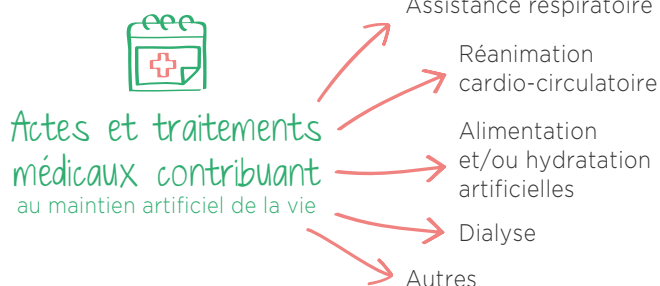 Assistance respiratoire
Réanimation
cardio-circulatoire
Actes et traitements
médicaux contribuant
au maintien artificiel de la vie
Alimentation
et/ou hydratation
artificielles
Dialyse
Autres